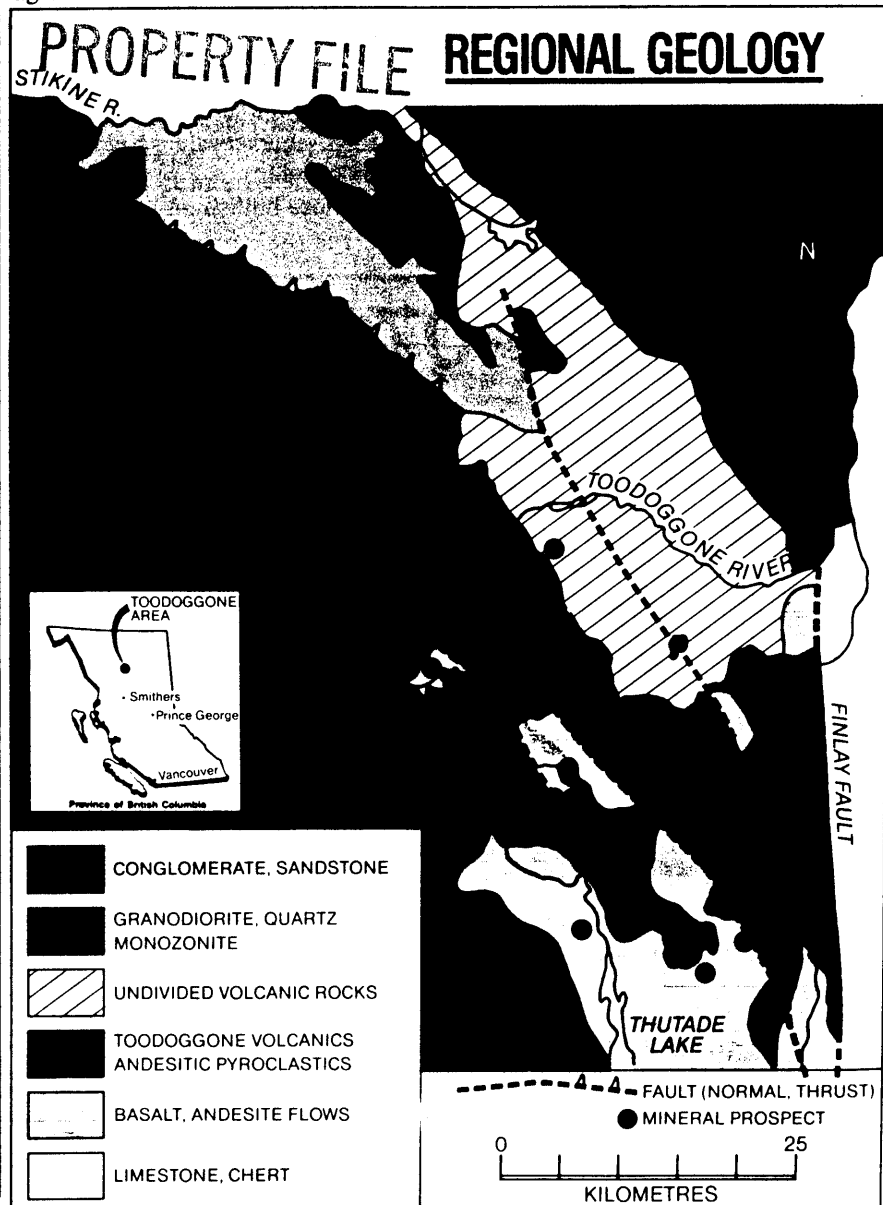 PROPERTY FILE
REGIONAL GEOLOGY
STIKINE R.
N
TOODOGGONE RIVER
TOODOGGONE
AREA
Smithers
Prince George
Vancouver
Province of British Columbia
FINLAY FAULT
THUTADE
LAKE
CONGLOMERATE, SANDSTONE
GRANODIORITE, QUARTZ
MONOZONITE
UNDIVIDED VOLCANIC ROCKS
TOODOGGONE VOLCANICS
ANDESITIC PYROCLASTICS
BASALT, ANDESITE FLOWS
LIMESTONE, CHERT
FAULT (NORMAL, THRUST)
MINERAL PROSPECT
0 25
KILOMETRES